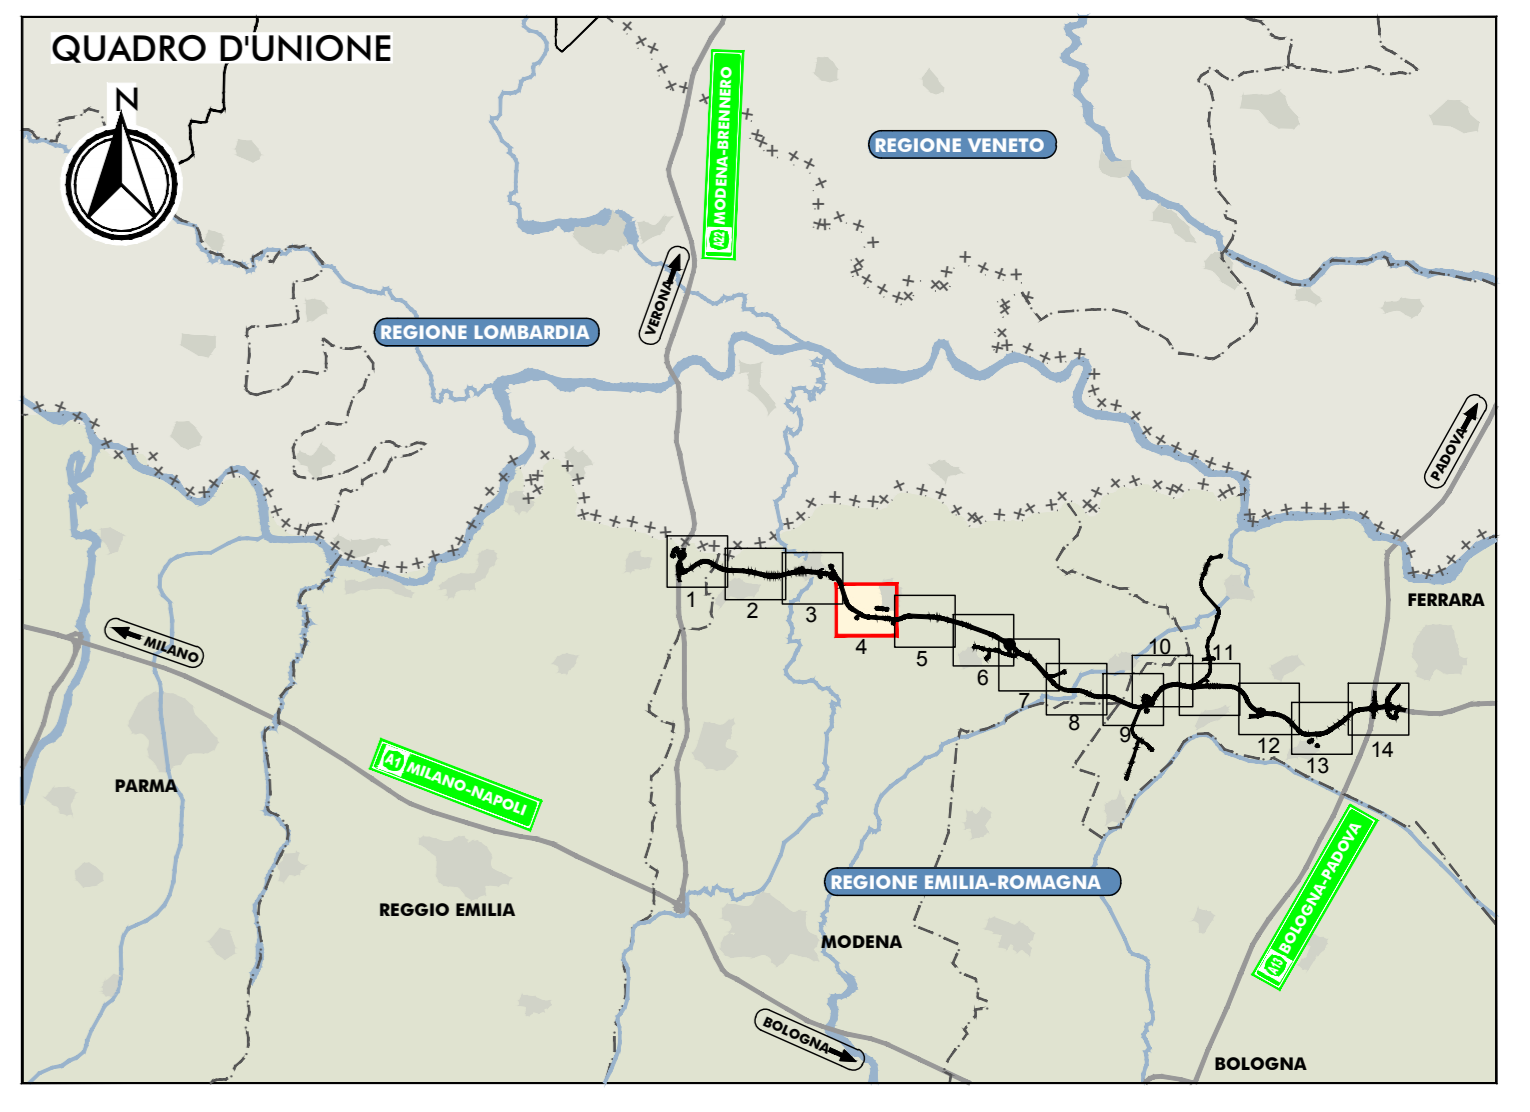 QUADRO D'UNIONE
N
A22 MODENA-BRENNERO
REGIONE VENETO
VERONA
REGIONE LOMBARDIA
PADOVA
FERRARA
MILANO
1
2
3
4
5
6
7
8
9
10
11
12
13
14
PARMA
A1 MILANO-NAPOLI
REGIONE EMILIA-ROMAGNA
A13 BOLOGNA-PADOVA
REGGIO EMILIA
MODENA
BOLOGNA
BOLOGNA